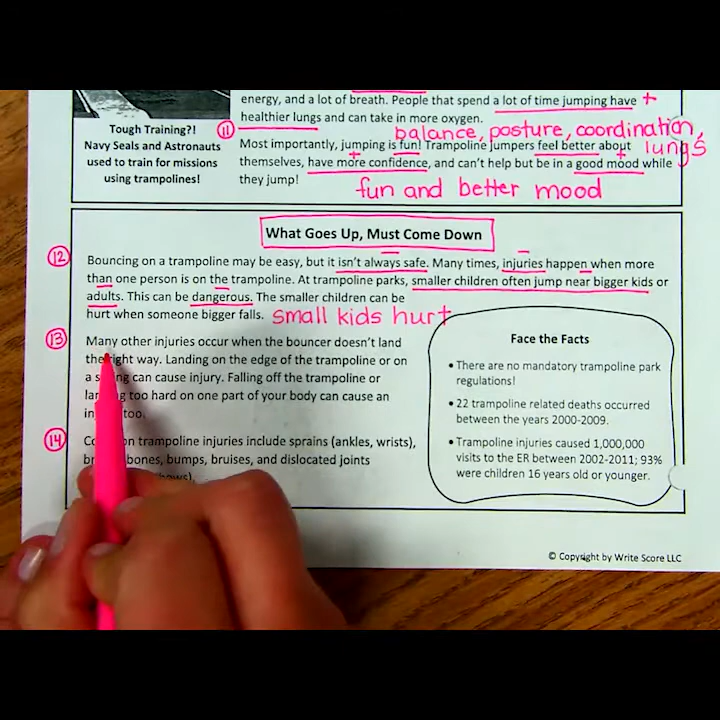 energy, and a lot of breath. People that spend a lot of time jumping have +
healthier lungs and can take in more oxygen.
Tough Training?!
Navy Seals and Astronauts
used to train for missions
using trampolines!
11
balance, posture, coordination,
lungs
Most importantly, jumping is fun! Trampoline jumpers feel better about
themselves, have more confidence, and can't help but be in a good mood while
they jump!
fun and better mood
What Goes Up, Must Come Down
12
Bouncing on a trampoline may be easy, but it isn't always safe. Many times, injuries happen when more
than one person is on the trampoline. At trampoline parks, smaller children often jump near bigger kids or
adults. This can be dangerous. The smaller children can be
hurt when someone bigger falls.
small kids hurt
13
Many other injuries occur when the bouncer doesn't land
the right way. Landing on the edge of the trampoline or on
a can cause injury. Falling off the trampoline or
too hard on one part of your body can cause an
too.
14
trampoline injuries include sprains (ankles, wrists),
bones, bumps, bruises, and dislocated joints
Face the Facts
• There are no mandatory trampoline park
regulations!
• 22 trampoline related deaths occurred
between the years 2000-2009.
• Trampoline injuries caused 1,000,000
visits to the ER between 2002-2011; 93%
were children 16 years old or younger.
© Copyright by Write Score LLC